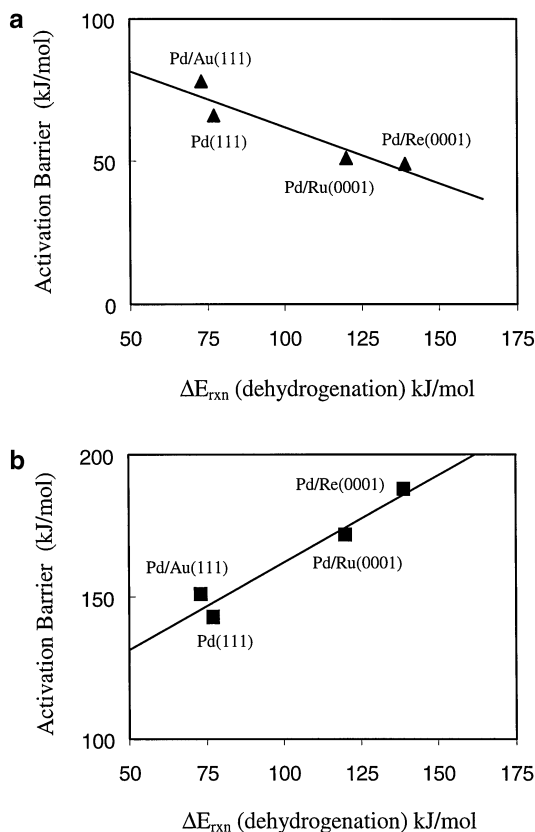 a
100
Pd/Au(111)
Pd/Re(0001)
Pd(111)
50
Pd/Ru(0001)
Activation Barrier (kJ/mol)
0
50 75 100 125 150 175
ΔErxn (dehydrogenation) kJ/mol
b
200
Pd/Re(0001)
Pd/Ru(0001)
Pd/Au(111)
150
Pd(111)
Activation Barrier (kJ/mol)
100
50 75 100 125 150 175
ΔErxn (dehydrogenation) kJ/mol